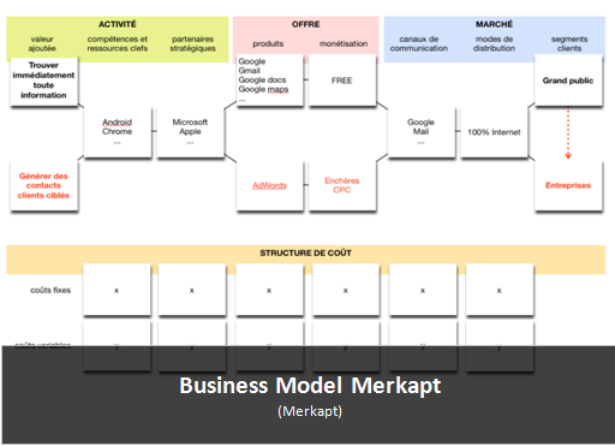 ACTIVITÉ
OFFRE
MARCHÉ
valeur
ajoutée
compétences et
ressources clefs
partenaires
stratégiques
produits
monétisation
canaux de
communication
modes de
distribution
segments
clients
Trouver
immédiatement
toute
information
Android
Chrome
...
Microsoft
Apple
Google
Gmail
Google docs
Google maps
...
FREE
Google
Mail
...
100% Internet
Grand public
Générer des
contacts
clients ciblés
AdWords
Enchères
CPC
Entreprises
STRUCTURE DE COÛT
coûts fixes
x x x x x x
coûts variables
y y y y y y
Business Model Merkapt
(Merkapt)